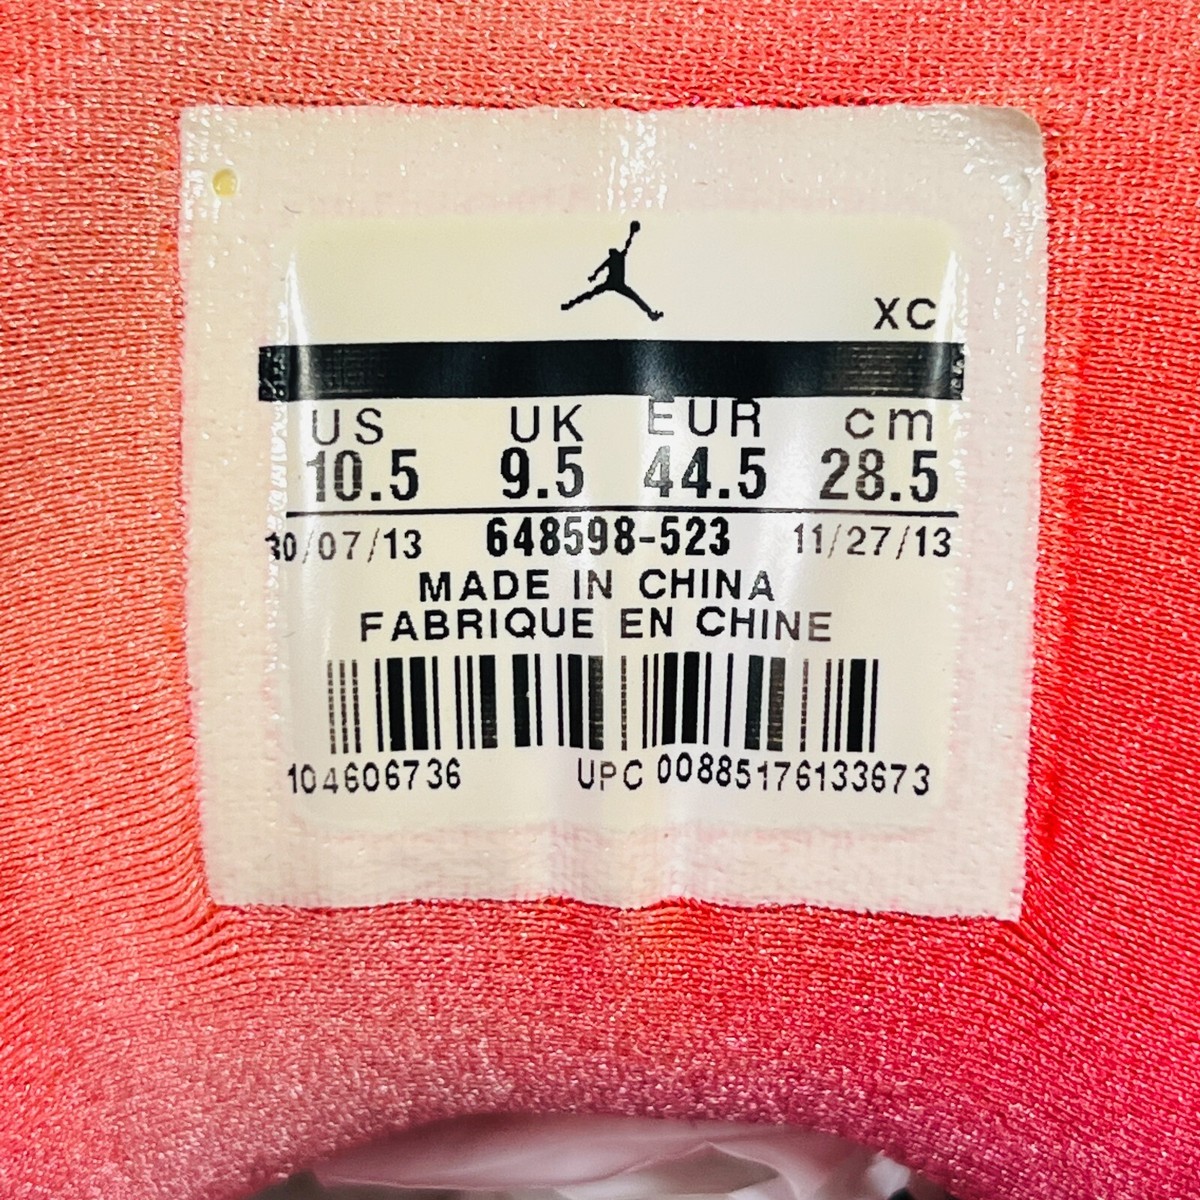 XC
US UK EUR cm
10.5 9.5 44.5 28.5
30/07/13 648598-523 11/27/13
MADE IN CHINA
FABRIQUE EN CHINE
104606736 UPC 00885176133673